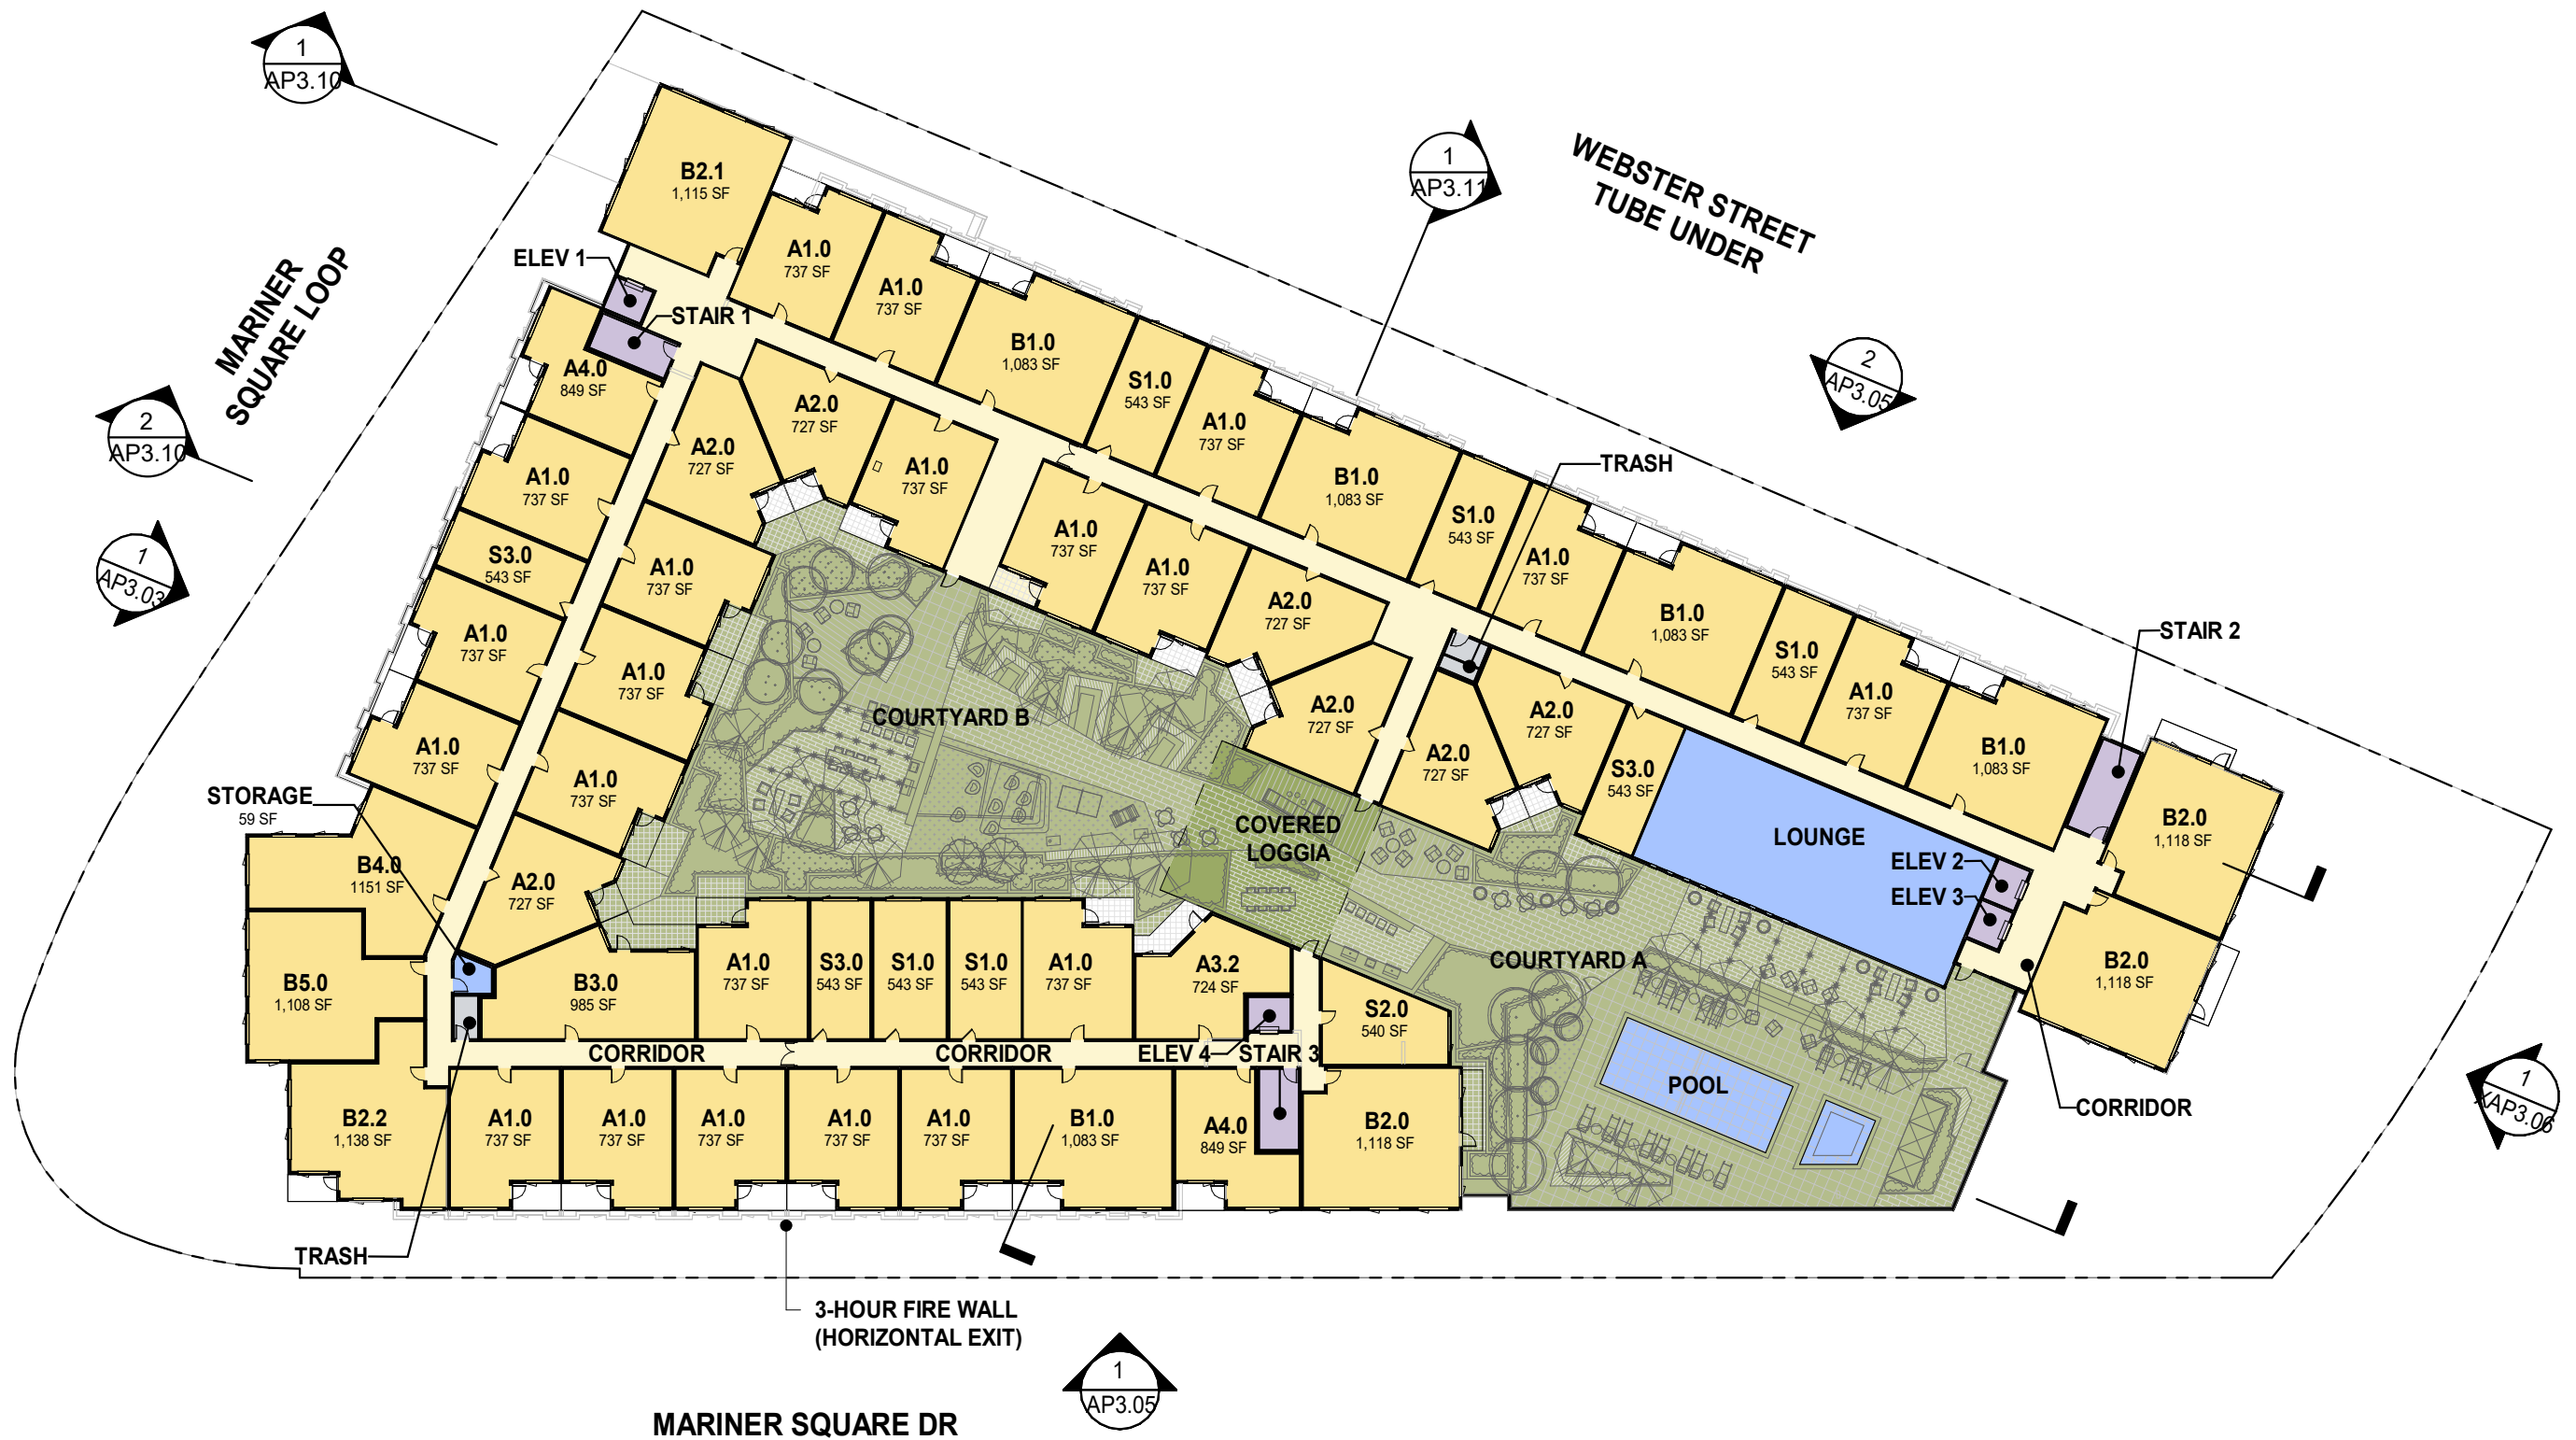 1
AP3.10
WEBSTER STREET
TUBE UNDER
1
AP3.11
B2.1
1,115 SF
A1.0
737 SF
ELEV 1
MARINER
SQUARE LOOP
A1.0
737 SF
STAIR 1
B1.0
1,083 SF
2
AP3.05
A4.0
849 SF
S1.0
543 SF
A2.0
727 SF
A1.0
737 SF
2
AP3.10
A2.0
727 SF
A1.0
737 SF
TRASH
B1.0
1,083 SF
A1.0
737 SF
S1.0
543 SF
A1.0
737 SF
1
AP3.03
S3.0
543 SF
A1.0
737 SF
A1.0
737 SF
A1.0
737 SF
A2.0
727 SF
B1.0
1,083 SF
STAIR 2
A1.0
737 SF
S1.0
543 SF
A1.0
737 SF
A1.0
737 SF
COURTYARD B
A2.0
727 SF
A2.0
727 SF
A1.0
737 SF
A2.0
727 SF
B1.0
1,083 SF
S3.0
543 SF
A1.0
737 SF
STORAGE
59 SF
COVERED
LOGGIA
LOUNGE
B2.0
1,118 SF
ELEV 2
ELEV 3
B4.0
1151 SF
A2.0
727 SF
COURTYARD A
B2.0
1,118 SF
B5.0
1,108 SF
B3.0
985 SF
A1.0
737 SF
S3.0
543 SF
S1.0
543 SF
S1.0
543 SF
A1.0
737 SF
A3.2
724 SF
S2.0
540 SF
CORRIDOR
CORRIDOR
ELEV 4
STAIR 3
POOL
1
XAP3.06
CORRIDOR
B2.2
1,138 SF
A1.0
737 SF
A1.0
737 SF
A1.0
737 SF
A1.0
737 SF
A1.0
737 SF
B1.0
1,083 SF
A4.0
849 SF
B2.0
1,118 SF
TRASH
3-HOUR FIRE WALL
(HORIZONTAL EXIT)
1
AP3.05
MARINER SQUARE DR